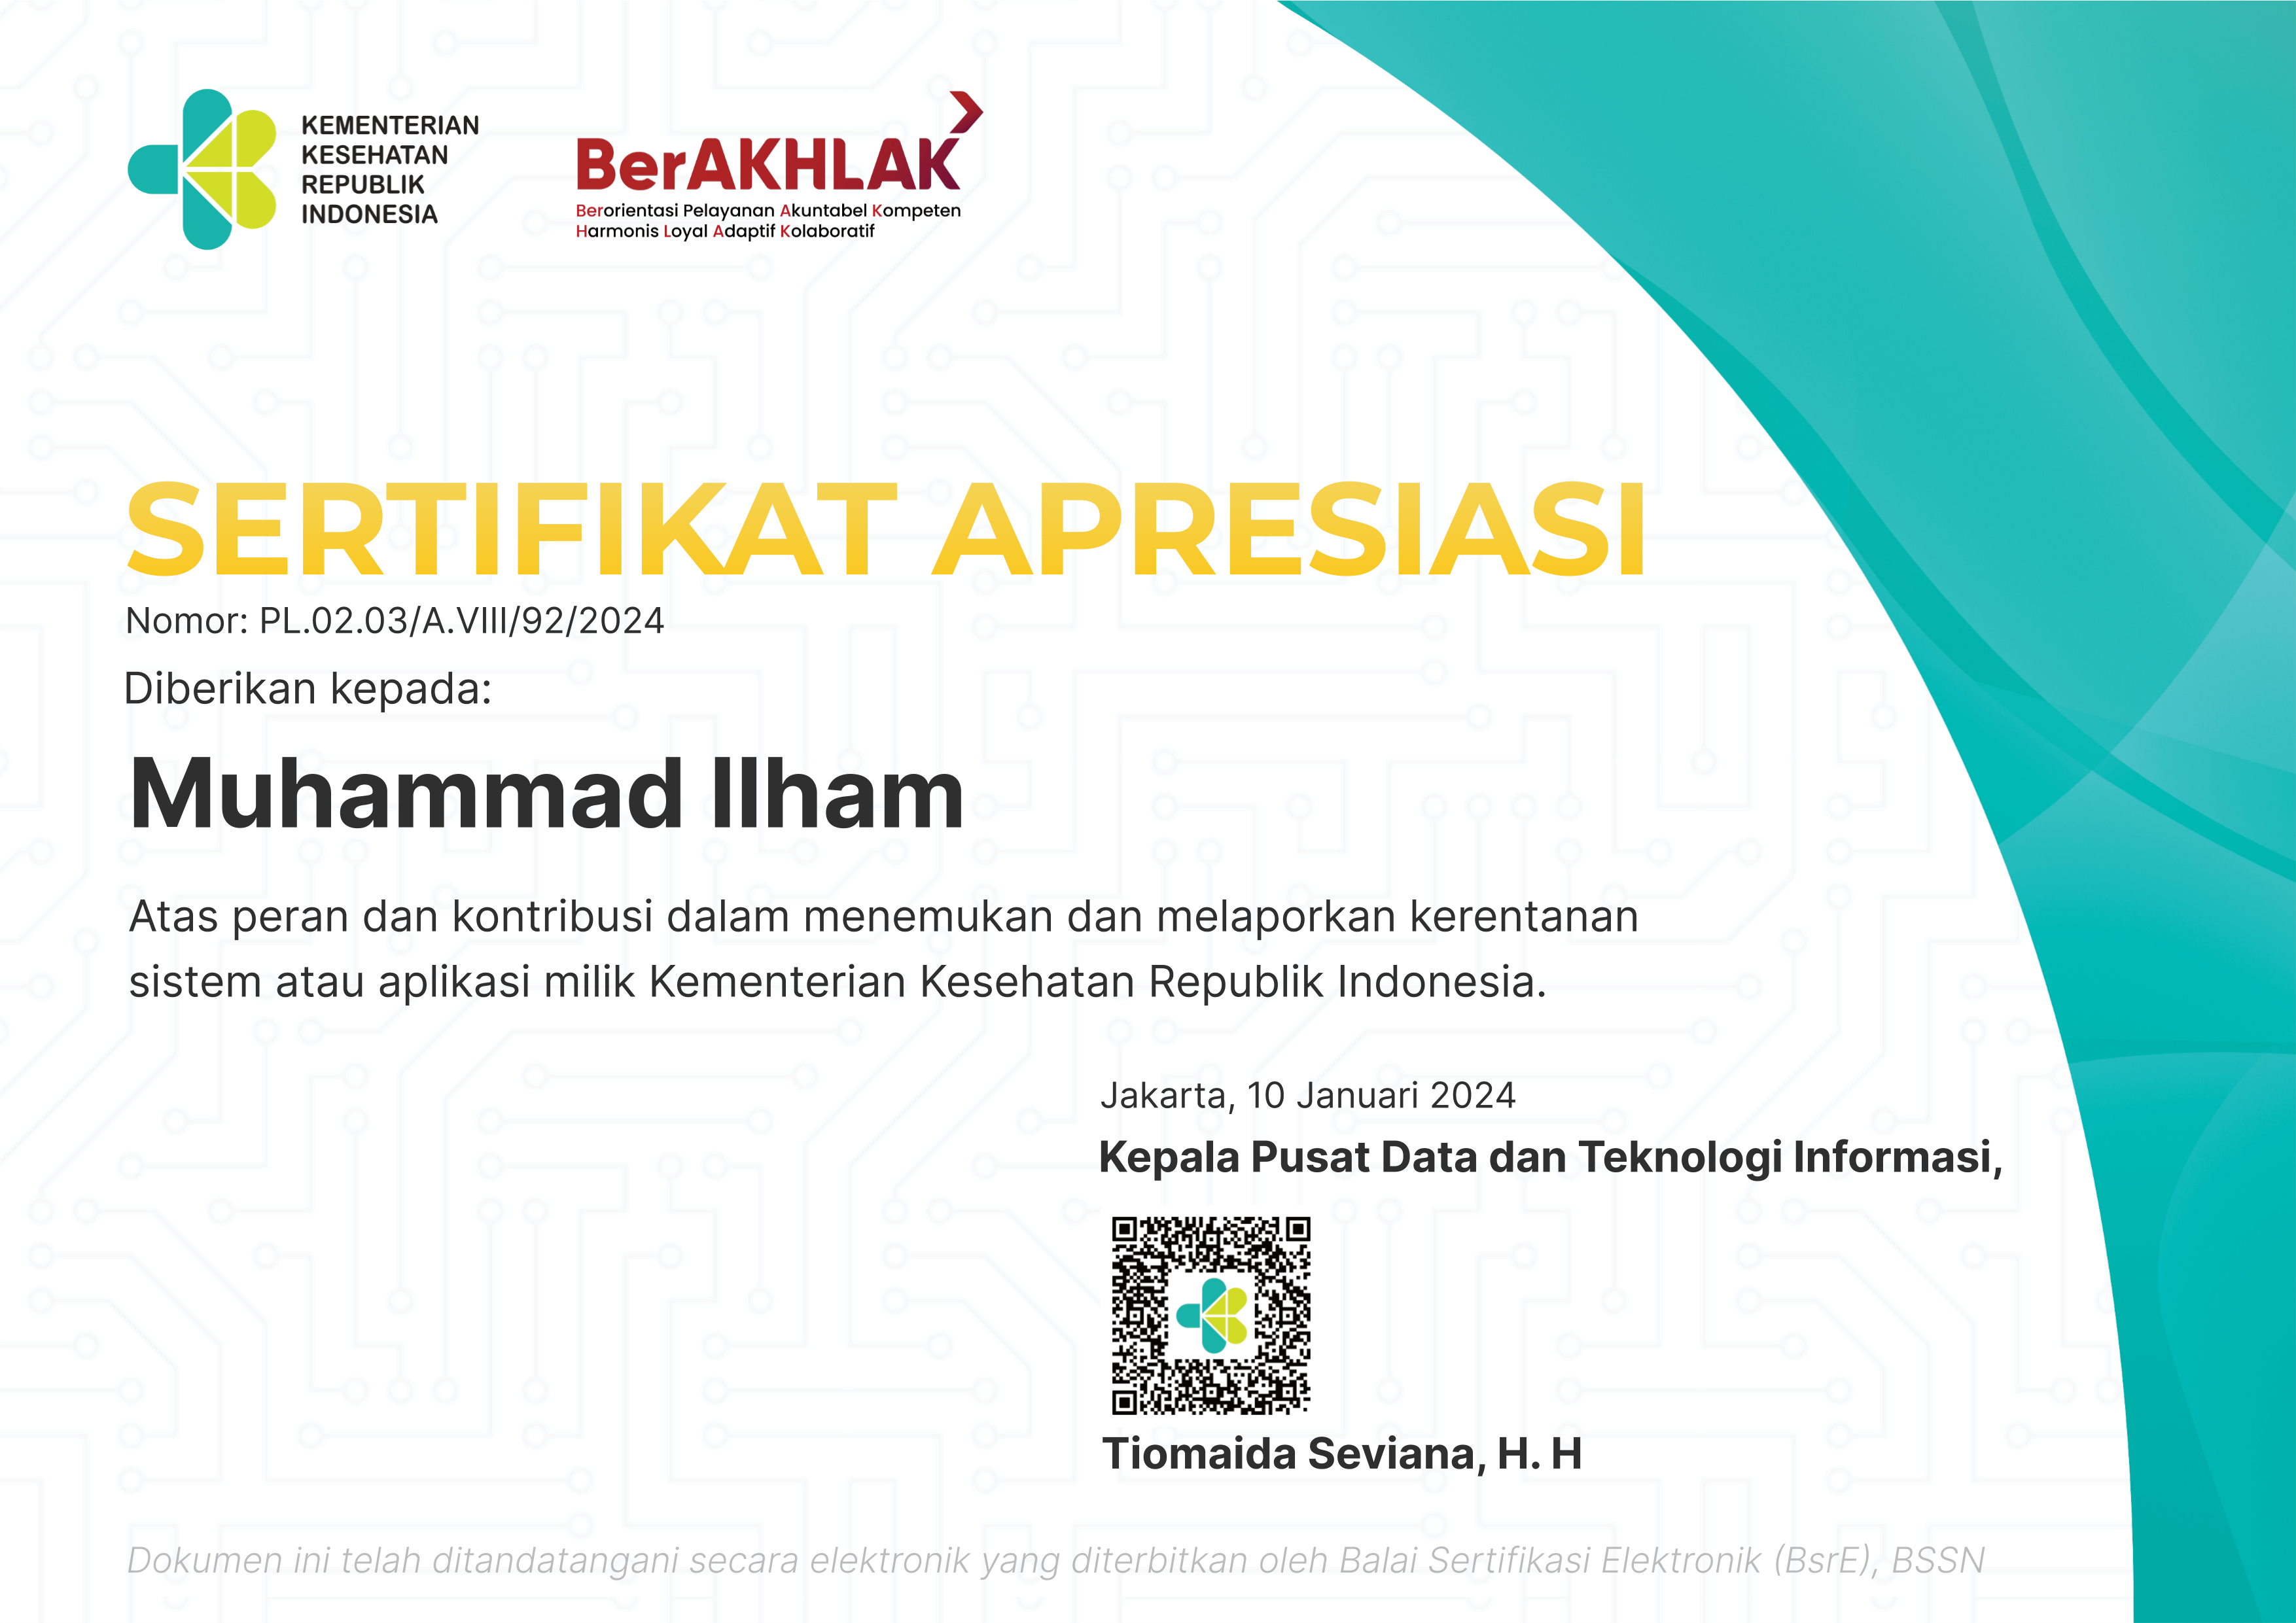 KEMENTERIAN
KESEHATAN
REPUBLIK
INDONESIA
BerAKHLAK
Berorientasi Pelayanan Akuntabel Kompeten
Harmonis Loyal Adaptif Kolaboratif
SERTIFIKAT APRESIASI
Nomor: PL.02.03/A.VIII/92/2024
Diberikan kepada:
Muhammad Ilham
Atas peran dan kontribusi dalam menemukan dan melaporkan kerentanan
sistem atau aplikasi milik Kementerian Kesehatan Republik Indonesia.
Jakarta, 10 Januari 2024
Kepala Pusat Data dan Teknologi Informasi,
Tiomaida Seviana, H. H
Dokumen ini telah ditandatangani secara elektronik yang diterbitkan oleh Balai Sertifikasi Elektronik (BsrE), BSSN